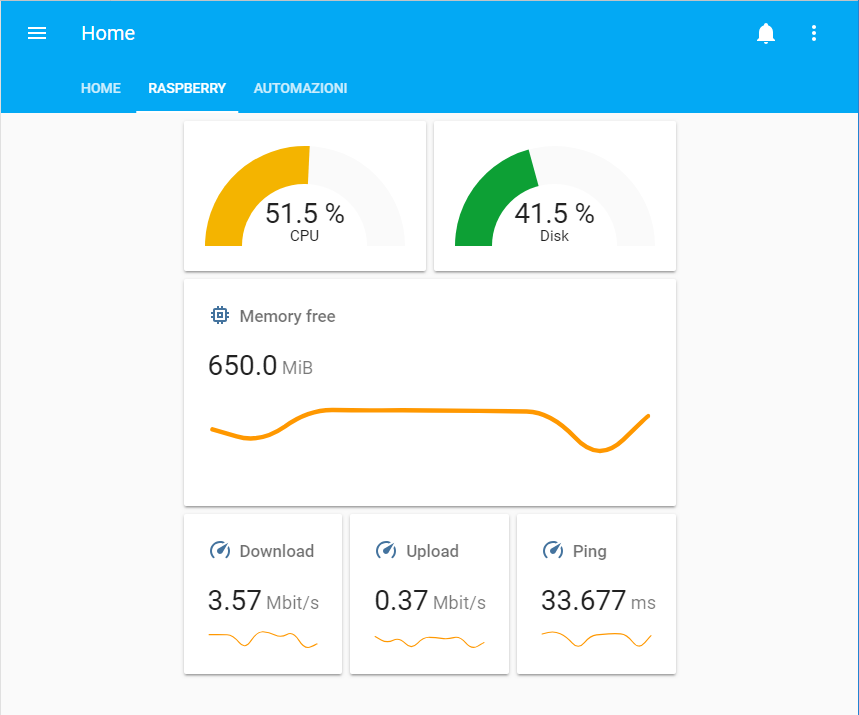 Home
HOME RASPBERRY AUTOMAZIONI
51.5 % 41.5 %
CPU Disk
Memory free
650.0 MiB
Download Upload Ping
3.57 Mbit/s 0.37 Mbit/s 33.677 ms